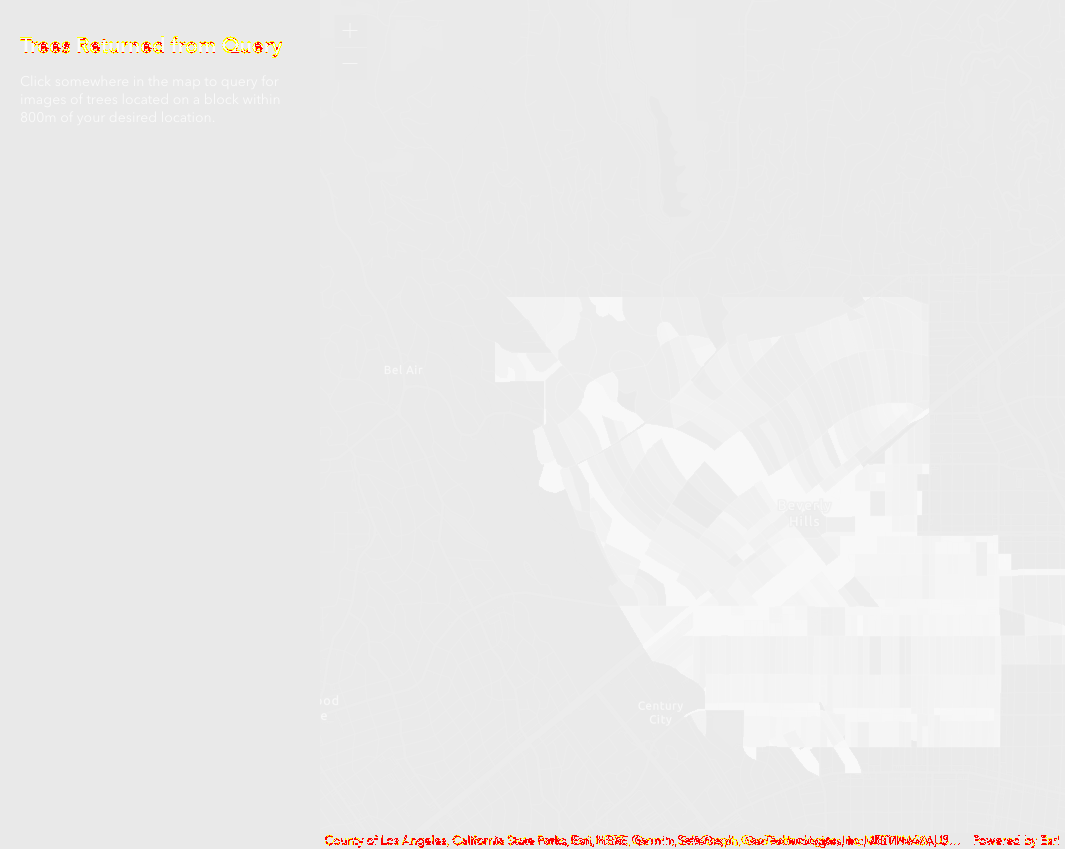 Trees Returned from Query
Click somewhere in the map to query for
images of trees located on a block within
800m of your desired location.
+
−
Bel Air
Beverly
Hills
ood
e
Century
City
County of Los Angeles, California State Parks, Esri, HERE, Garmin, SafeGraph, GeoTechnologies, Inc, METI/NASA, U... Powered by Esri